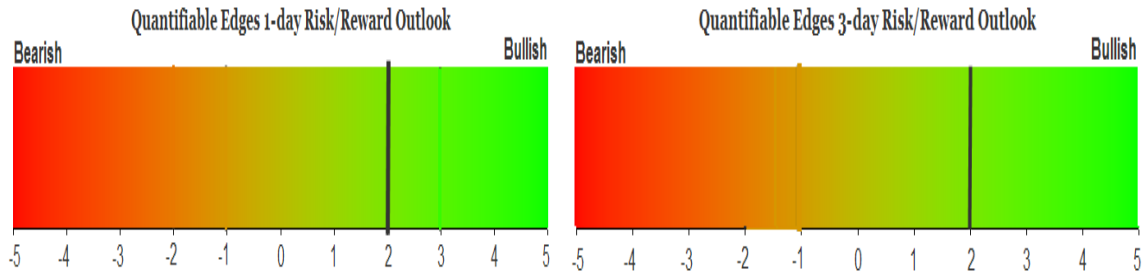 Quantifiable Edges 1-day Risk/Reward Outlook
Bearish Bullish
-5 -4 -3 -2 -1 0 1 2 3 4 5
Quantifiable Edges 3-day Risk/Reward Outlook
Bearish Bullish
-5 -4 -3 -2 -1 0 1 2 3 4 5